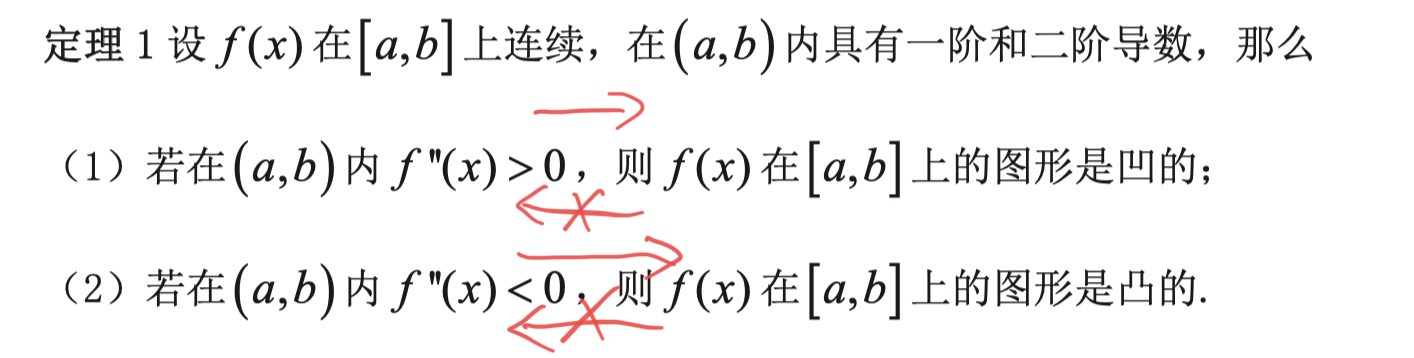 定理 1 设 f(x) 在[a,b]上连续，在(a,b)内具有一阶和二阶导数，那么
（1）若在(a,b)内 f "(x)>0，则 f(x) 在[a,b]上的图形是凹的；
（2）若在(a,b)内 f "(x)<0，则 f(x) 在[a,b]上的图形是凸的.